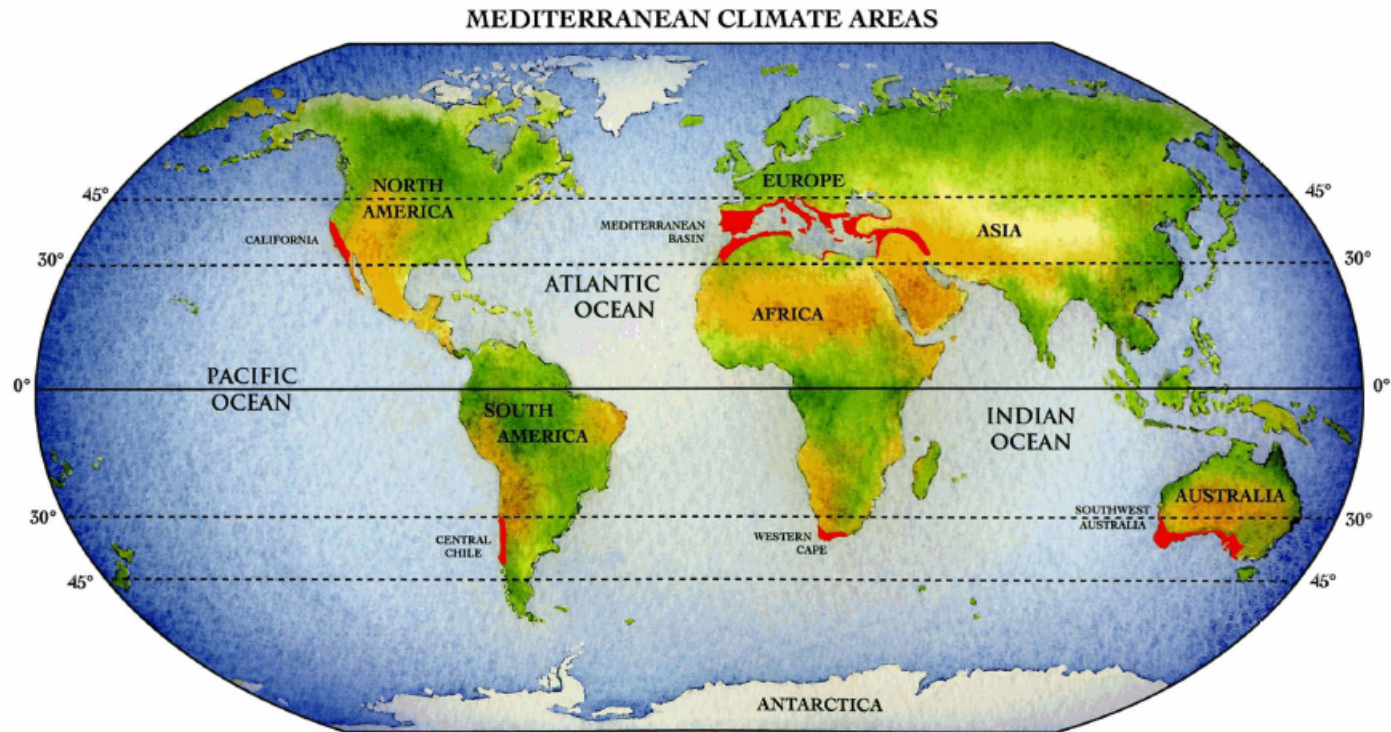 MEDITERRANEAN CLIMATE AREAS
45°
NORTH
AMERICA
EUROPE
45°
CALIFORNIA
MEDITERRANEAN
BASIN
ASIA
30°
30°
ATLANTIC
OCEAN
AFRICA
0°
PACIFIC
OCEAN
SOUTH
AMERICA
INDIAN
OCEAN
0°
30°
CENTRAL
CHILE
WESTERN
CAPE
SOUTHWEST
AUSTRALIA
AUSTRALIA
30°
45°
45°
ANTARCTICA